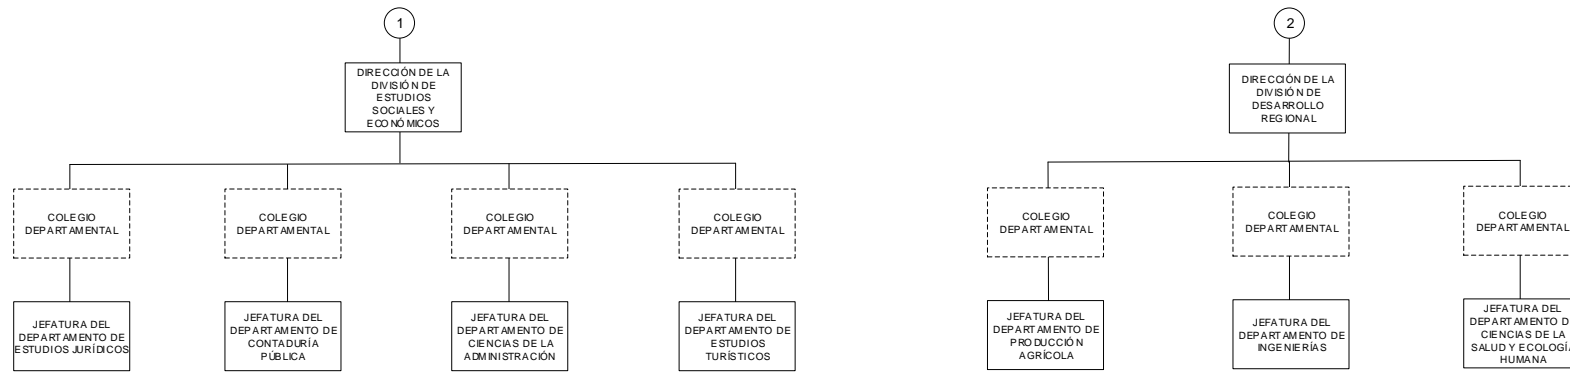 1
DIRECCIÓN DE LA
DIVISIÓN DE
ESTUDIOS
SOCIALES Y
ECONÓMICOS
COLEGIO
DEPARTAMENTAL
COLEGIO
DEPARTAMENTAL
COLEGIO
DEPARTAMENTAL
COLEGIO
DEPARTAMENTAL
JEFATURA DEL
DEPARTAMENTO DE
ESTUDIOS JURÍDICOS
JEFATURA DEL
DEPARTAMENTO DE
CONTADURÍA
PÚBLICA
JEFATURA DEL
DEPARTAMENTO DE
CIENCIAS DE LA
ADMINISTRACIÓN
JEFATURA DEL
DEPARTAMENTO DE
ESTUDIOS
TURÍSTICOS
2
DIRECCIÓN DE LA
DIVISIÓN DE
DESARROLLO
REGIONAL
COLEGIO
DEPARTAMENTAL
COLEGIO
DEPARTAMENTAL
COLEGIO
DEPARTAMENTAL
JEFATURA DEL
DEPARTAMENTO DE
PRODUCCIÓN
AGRÍCOLA
JEFATURA DEL
DEPARTAMENTO DE
INGENIERÍAS
JEFATURA DEL
DEPARTAMENTO D
CIENCIAS DE LA
SALUD Y ECOLOGÍA
HUMANA